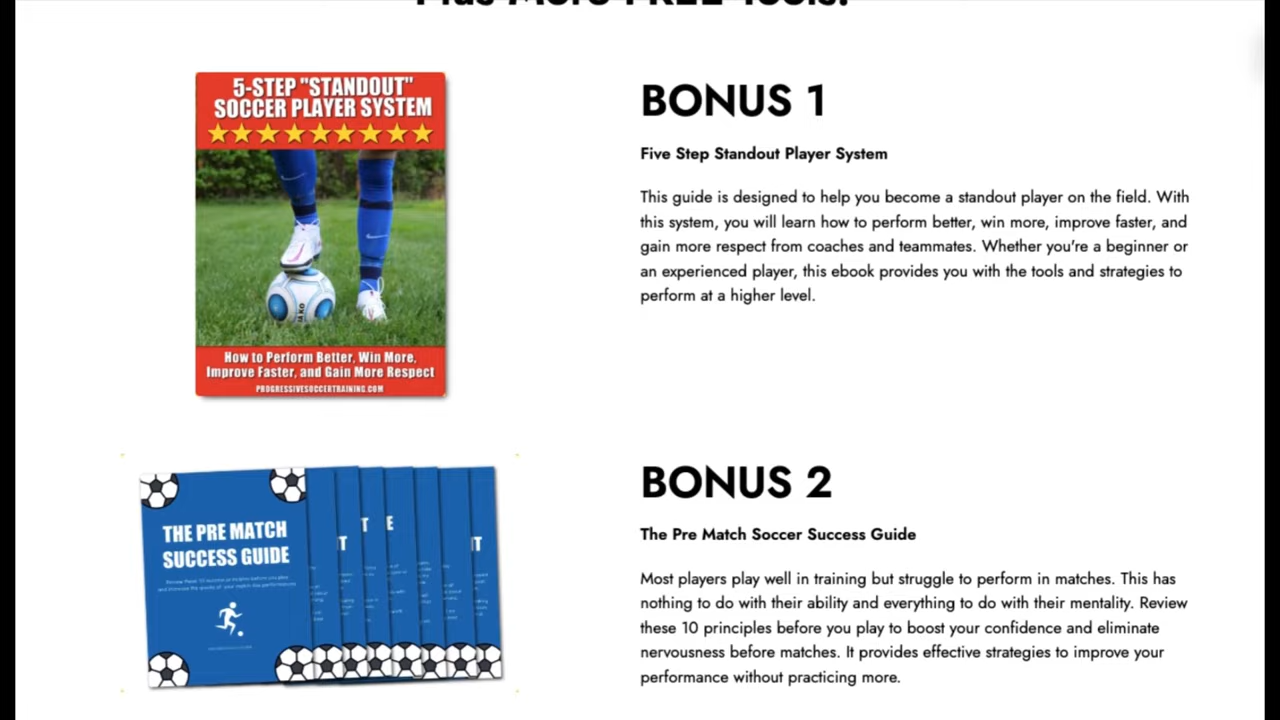 Plus More FREE Tools!
5-STEP "STANDOUT"
SOCCER PLAYER SYSTEM
How to Perform Better, Win More,
Improve Faster, and Gain More Respect
PROGRESSIVESOCCERTRAINING.COM
BONUS 1
Five Step Standout Player System
This guide is designed to help you become a standout player on the field. With
this system, you will learn how to perform better, win more, improve faster, and
gain more respect from coaches and teammates. Whether you're a beginner or
an experienced player, this ebook provides you with the tools and strategies to
perform at a higher level.
THE PRE MATCH
SUCCESS GUIDE
BONUS 2
The Pre Match Soccer Success Guide
Most players play well in training but struggle to perform in matches. This has
nothing to do with their ability and everything to do with their mentality. Review
these 10 principles before you play to boost your confidence and eliminate
nervousness before matches. It provides effective strategies to improve your
performance without practicing more.